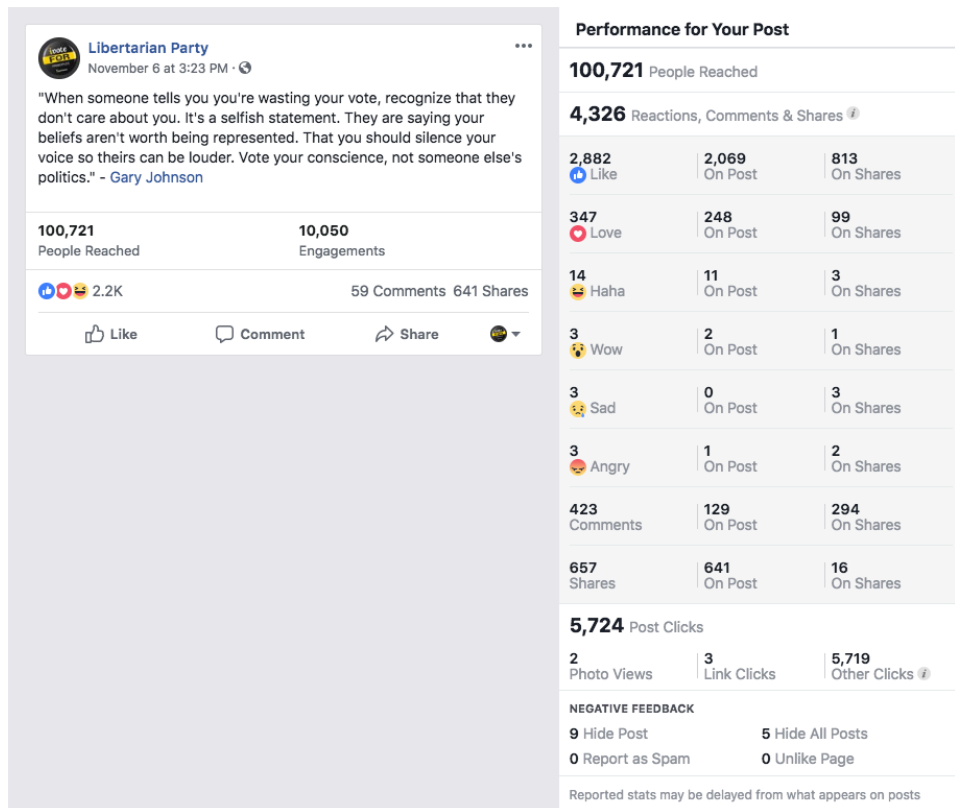 Libertarian Party
November 6 at 3:23 PM ·
"When someone tells you you're wasting your vote, recognize that they
don't care about you. It's a selfish statement. They are saying your
beliefs aren't worth being represented. That you should silence your
voice so theirs can be louder. Vote your conscience, not someone else's
politics." - Gary Johnson
100,721 10,050
People Reached Engagements
2.2K 59 Comments 641 Shares
Like Comment Share
Performance for Your Post
100,721 People Reached
4,326 Reactions, Comments & Shares
2,882 2,069 813
Like On Post On Shares
347 248 99
Love On Post On Shares
14 11 3
Haha On Post On Shares
3 2 1
Wow On Post On Shares
3 0 3
Sad On Post On Shares
3 1 2
Angry On Post On Shares
423 129 294
Comments On Post On Shares
657 641 16
Shares On Post On Shares
5,724 Post Clicks
2 3 5,719
Photo Views Link Clicks Other Clicks
NEGATIVE FEEDBACK
9 Hide Post 5 Hide All Posts
0 Report as Spam 0 Unlike Page
Reported stats may be delayed from what appears on posts